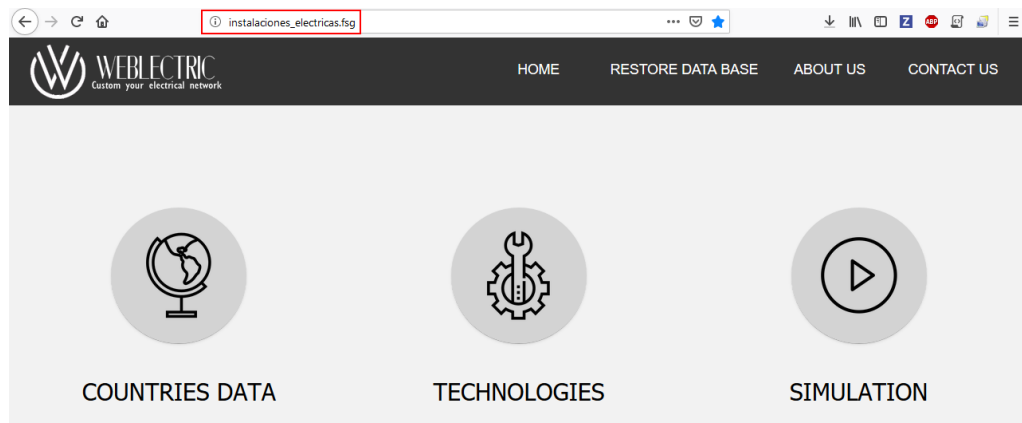 instalaciones_electricas.fsg
WEBLECTRIC
Custom your electrical network
HOME RESTORE DATA BASE ABOUT US CONTACT US
COUNTRIES DATA TECHNOLOGIES SIMULATION